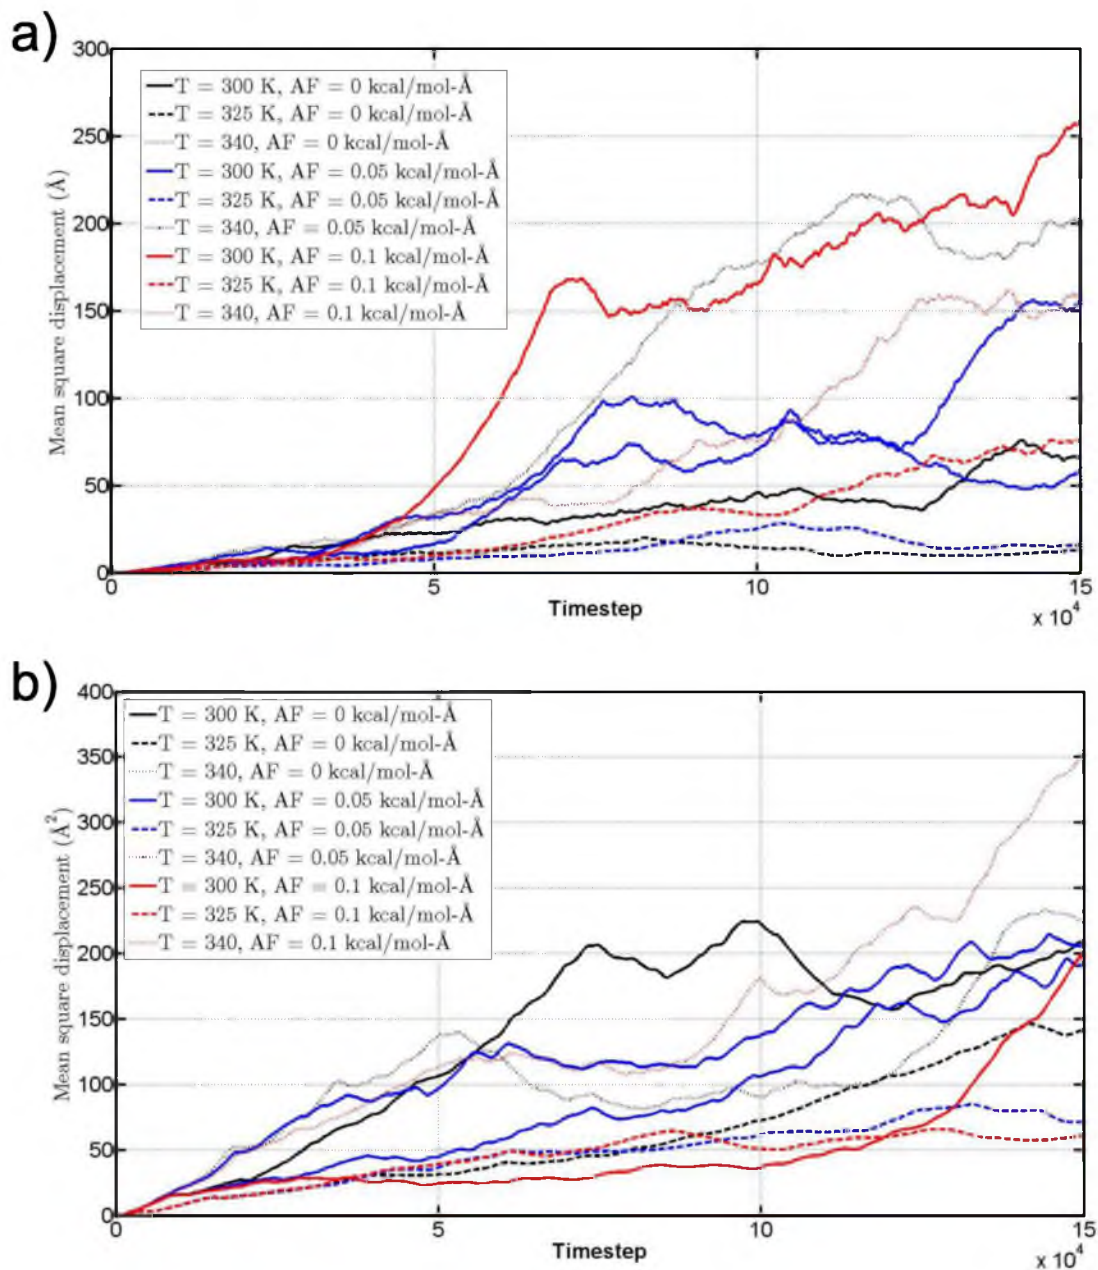 a)
300
250
200
150
100
50
0
Mean square displacement (Å)
T = 300 K, AF = 0 kcal/mol-Å
T = 325 K, AF = 0 kcal/mol-Å
T = 340, AF = 0 kcal/mol-Å
T = 300 K, AF = 0.05 kcal/mol-Å
T = 325 K, AF = 0.05 kcal/mol-Å
T = 340, AF = 0.05 kcal/mol-Å
T = 300 K, AF = 0.1 kcal/mol-Å
T = 325 K, AF = 0.1 kcal/mol-Å
T = 340, AF = 0.1 kcal/mol-Å
0 5 10 15
Timestep
x 10⁴
b)
400
350
300
250
200
150
100
50
0
Mean square displacement (Å²)
T = 300 K, AF = 0 kcal/mol-Å
T = 325 K, AF = 0 kcal/mol-Å
T = 340, AF = 0 kcal/mol-Å
T = 300 K, AF = 0.05 kcal/mol-Å
T = 325 K, AF = 0.05 kcal/mol-Å
T = 340, AF = 0.05 kcal/mol-Å
T = 300 K, AF = 0.1 kcal/mol-Å
T = 325 K, AF = 0.1 kcal/mol-Å
T = 340, AF = 0.1 kcal/mol-Å
0 5 10 15
Timestep
x 10⁴